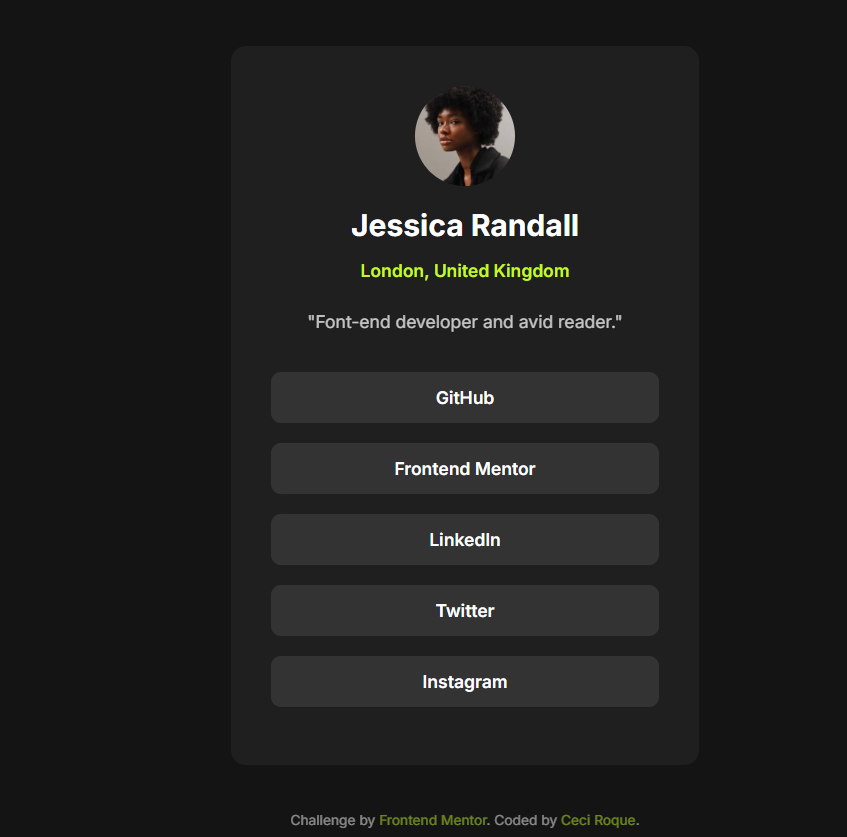 Jessica Randall
London, United Kingdom
"Font-end developer and avid reader."
GitHub
Frontend Mentor
LinkedIn
Twitter
Instagram
Challenge by Frontend Mentor. Coded by Ceci Roque.